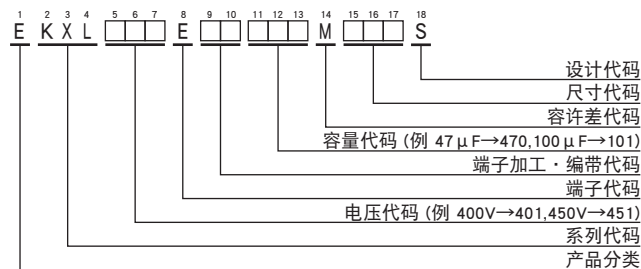 1 2 3 4 5 6 7 8 9 10 11 12 13 14 15 16 17 18
E K X L □□□ E □□ □□□ M □□□ S
设计代码
尺寸代码
容许差代码
容量代码 (例 47μF→470,100μF→101)
端子加工・编带代码
端子代码
电压代码 (例 400V→401,450V→451)
系列代码
产品分类